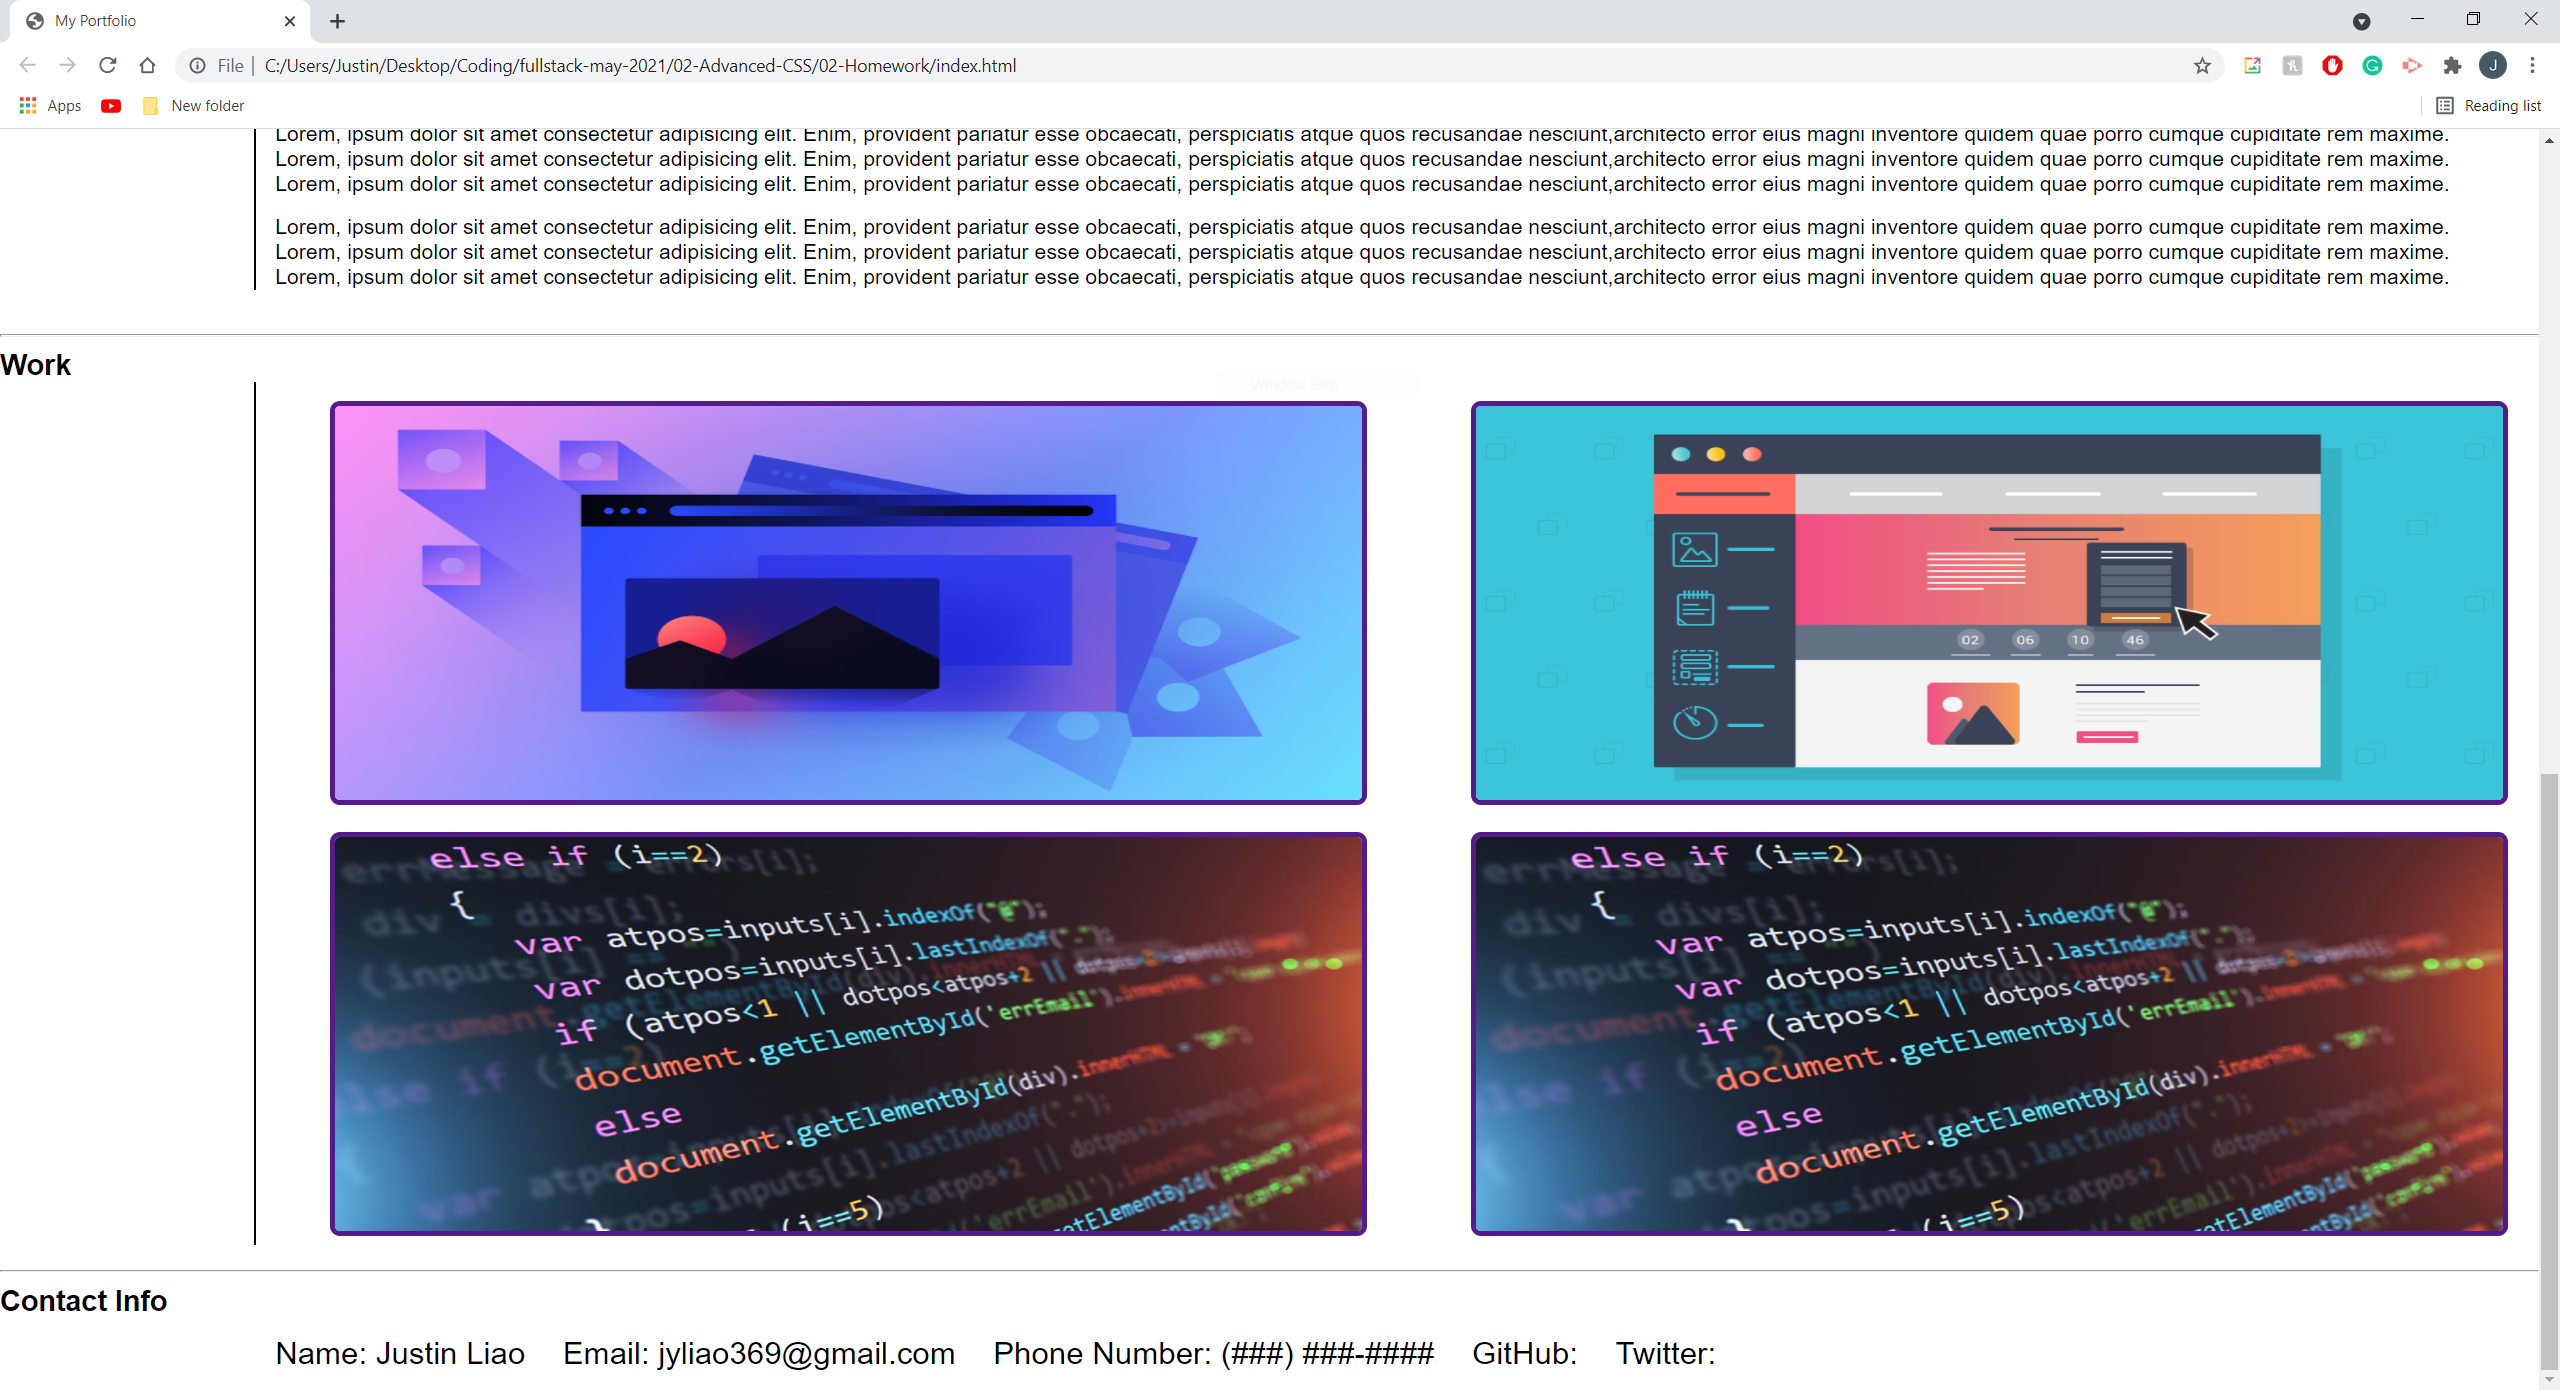 My Portfolio
File | C:/Users/Justin/Desktop/Coding/fullstack-may-2021/02-Advanced-CSS/02-Homework/index.html
J
Apps
New folder
Reading list
Lorem, ipsum dolor sit amet consectetur adipisicing elit. Enim, provident pariatur esse obcaecati, perspiciatis atque quos recusandae nesciunt,architecto error eius magni inventore quidem quae porro cumque cupiditate rem maxime.
Lorem, ipsum dolor sit amet consectetur adipisicing elit. Enim, provident pariatur esse obcaecati, perspiciatis atque quos recusandae nesciunt,architecto error eius magni inventore quidem quae porro cumque cupiditate rem maxime.
Lorem, ipsum dolor sit amet consectetur adipisicing elit. Enim, provident pariatur esse obcaecati, perspiciatis atque quos recusandae nesciunt,architecto error eius magni inventore quidem quae porro cumque cupiditate rem maxime.
Lorem, ipsum dolor sit amet consectetur adipisicing elit. Enim, provident pariatur esse obcaecati, perspiciatis atque quos recusandae nesciunt,architecto error eius magni inventore quidem quae porro cumque cupiditate rem maxime.
Lorem, ipsum dolor sit amet consectetur adipisicing elit. Enim, provident pariatur esse obcaecati, perspiciatis atque quos recusandae nesciunt,architecto error eius magni inventore quidem quae porro cumque cupiditate rem maxime.
Lorem, ipsum dolor sit amet consectetur adipisicing elit. Enim, provident pariatur esse obcaecati, perspiciatis atque quos recusandae nesciunt,architecto error eius magni inventore quidem quae porro cumque cupiditate rem maxime.
Work
Window Snip
02 06 10 46
else if (i==2)
{
var atpos=inputs[i].indexOf("@");
var dotpos=inputs[i].lastIndexOf(".");
if (atpos<1 || dotpos<atpos+2 ||
document.getElementById('errEmail').innerHTML =
else
document.getElementById(div).innerHTML =
}
(i==5)
else if (i==2)
{
var atpos=inputs[i].indexOf("@");
var dotpos=inputs[i].lastIndexOf(".");
if (atpos<1 || dotpos<atpos+2 ||
document.getElementById('errEmail').innerHTML =
else
document.getElementById(div).innerHTML =
}
(i==5)
Contact Info
Name: Justin Liao Email: jyliao369@gmail.com Phone Number: (###) ###-#### GitHub: Twitter: